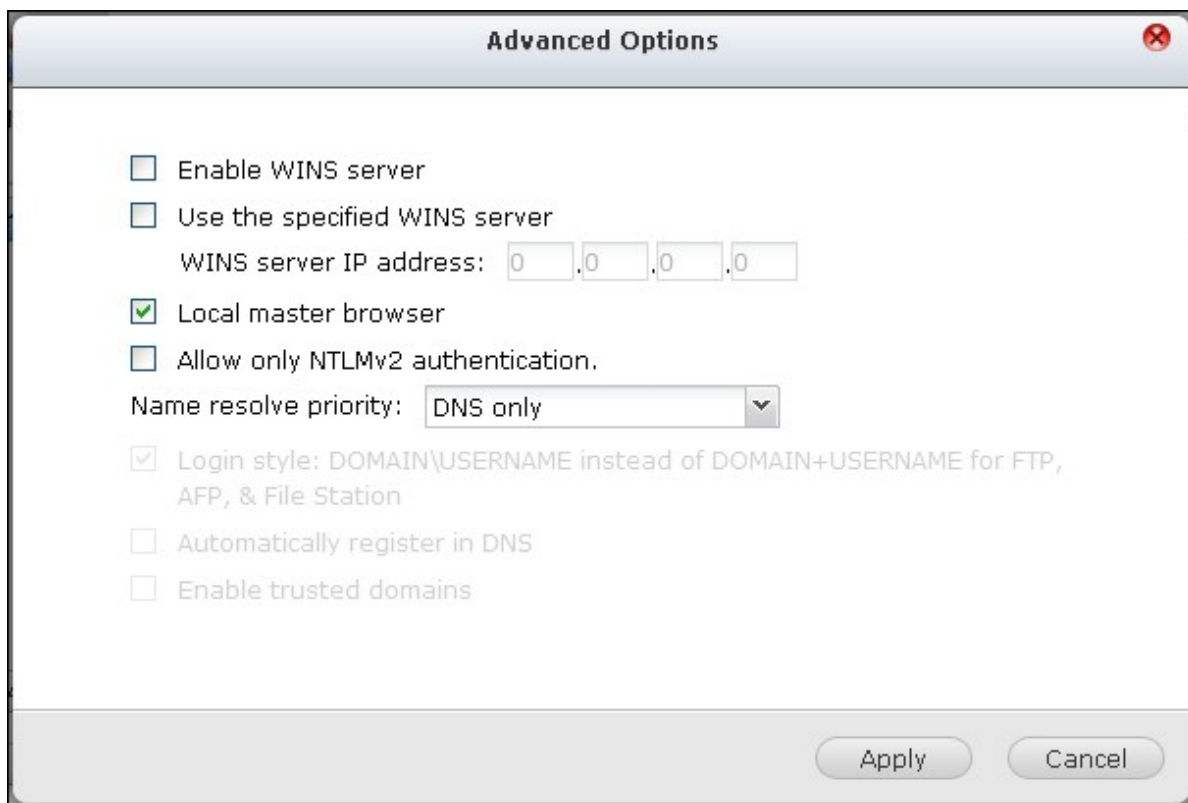 Advanced Options
Enable WINS server
Use the specified WINS server
WINS server IP address: 0 .0 .0 .0
Local master browser
Allow only NTLMv2 authentication.
Name resolve priority: DNS only
Login style: DOMAIN\USERNAME instead of DOMAIN+USERNAME for FTP,
AFP, & File Station
Automatically register in DNS
Enable trusted domains
Apply Cancel